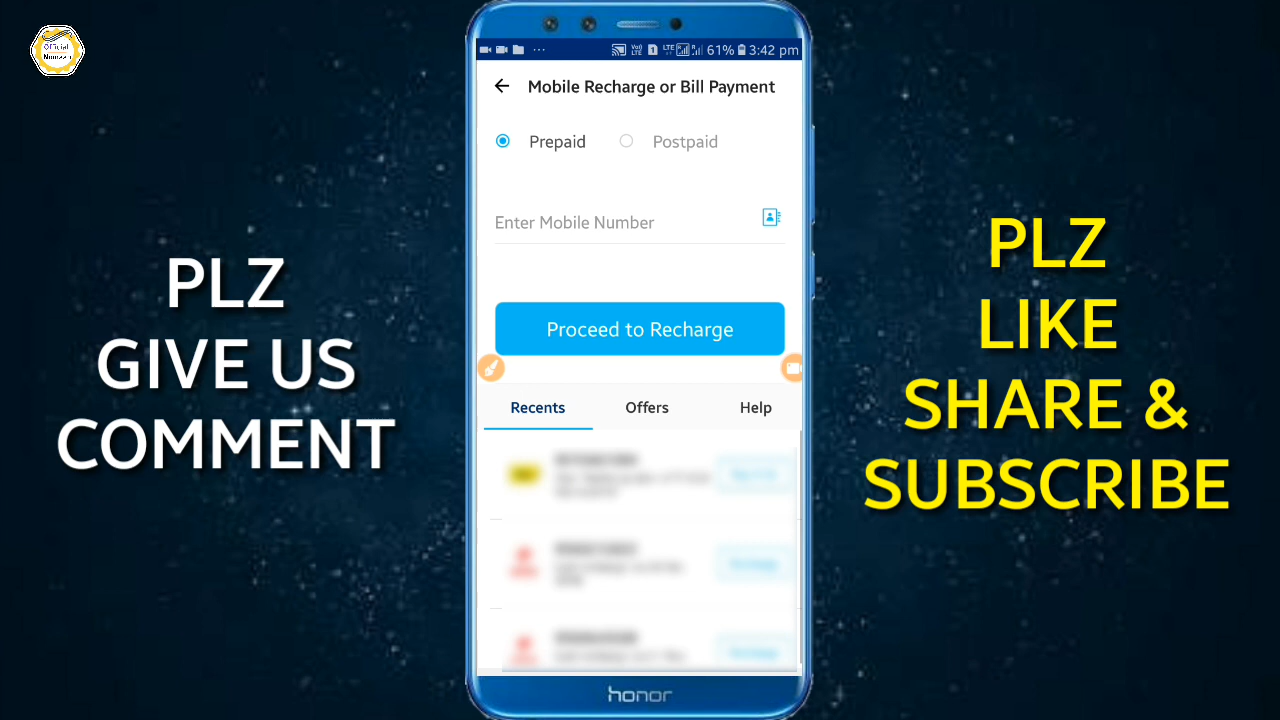 Official
61% 3:42 pm
Mobile Recharge or Bill Payment
Prepaid
Postpaid
Enter Mobile Number
Proceed to Recharge
Recents
Offers
Help
PLZ
GIVE US
COMMENT
PLZ
LIKE
SHARE &
SUBSCRIBE
honor